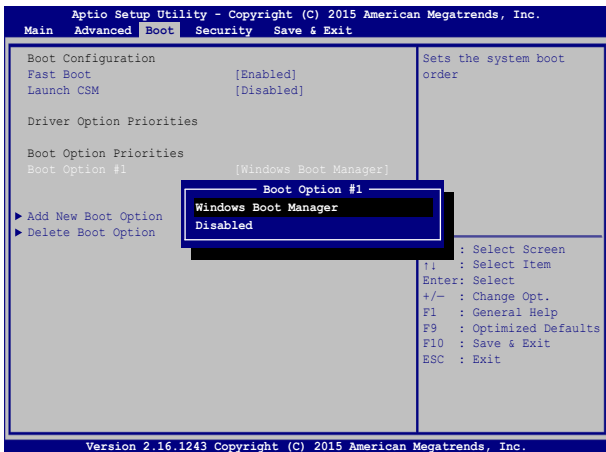 Aptio Setup Utility - Copyright (C) 2015 American Megatrends, Inc.
Main Advanced Boot Security Save & Exit
Boot Configuration
Fast Boot [Enabled]
Launch CSM [Disabled]
Driver Option Priorities
Boot Option Priorities
Boot Option #1 [Windows Boot Manager]
Add New Boot Option
Delete Boot Option
Boot Option #1
Windows Boot Manager
Disabled
Sets the system boot
order
: Select Screen
↑↓ : Select Item
Enter: Select
+/— : Change Opt.
F1 : General Help
F9 : Optimized Defaults
F10 : Save & Exit
ESC : Exit
Version 2.16.1243 Copyright (C) 2015 American Megatrends, Inc.